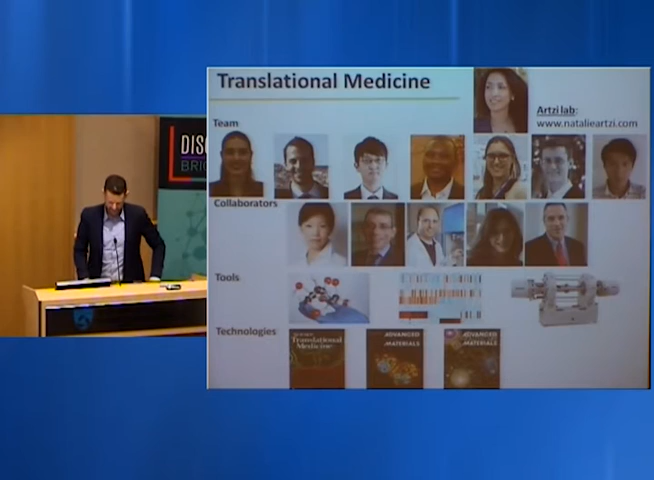 Translational Medicine
Artzi lab:
www.natalieartzi.com
Team
Collaborators
Tools
Technologies
Translational
Medicine
ADVANCED
MATERIALS
ADVANCED
MATERIALS
DISC
BRI